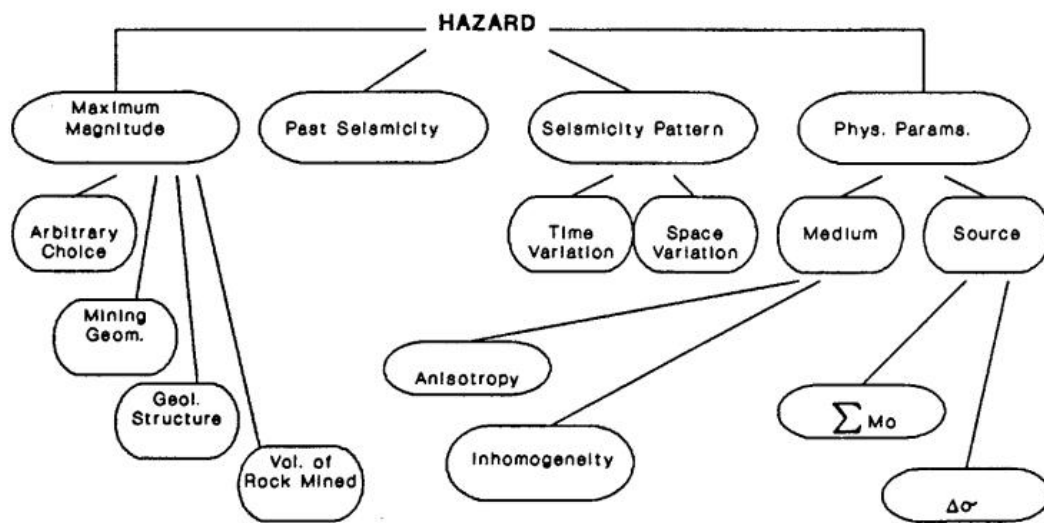 HAZARD
Maximum
Magnitude
Past Seismicity
Seismicity Pattern
Phys. Params.
Arbitrary
Choice
Time
Variation
Space
Variation
Medium
Source
Mining
Geom.
Anisotropy
Geol.
Structure
∑ Mo
Vol. of
Rock Mined
Inhomogeneity
Δσ